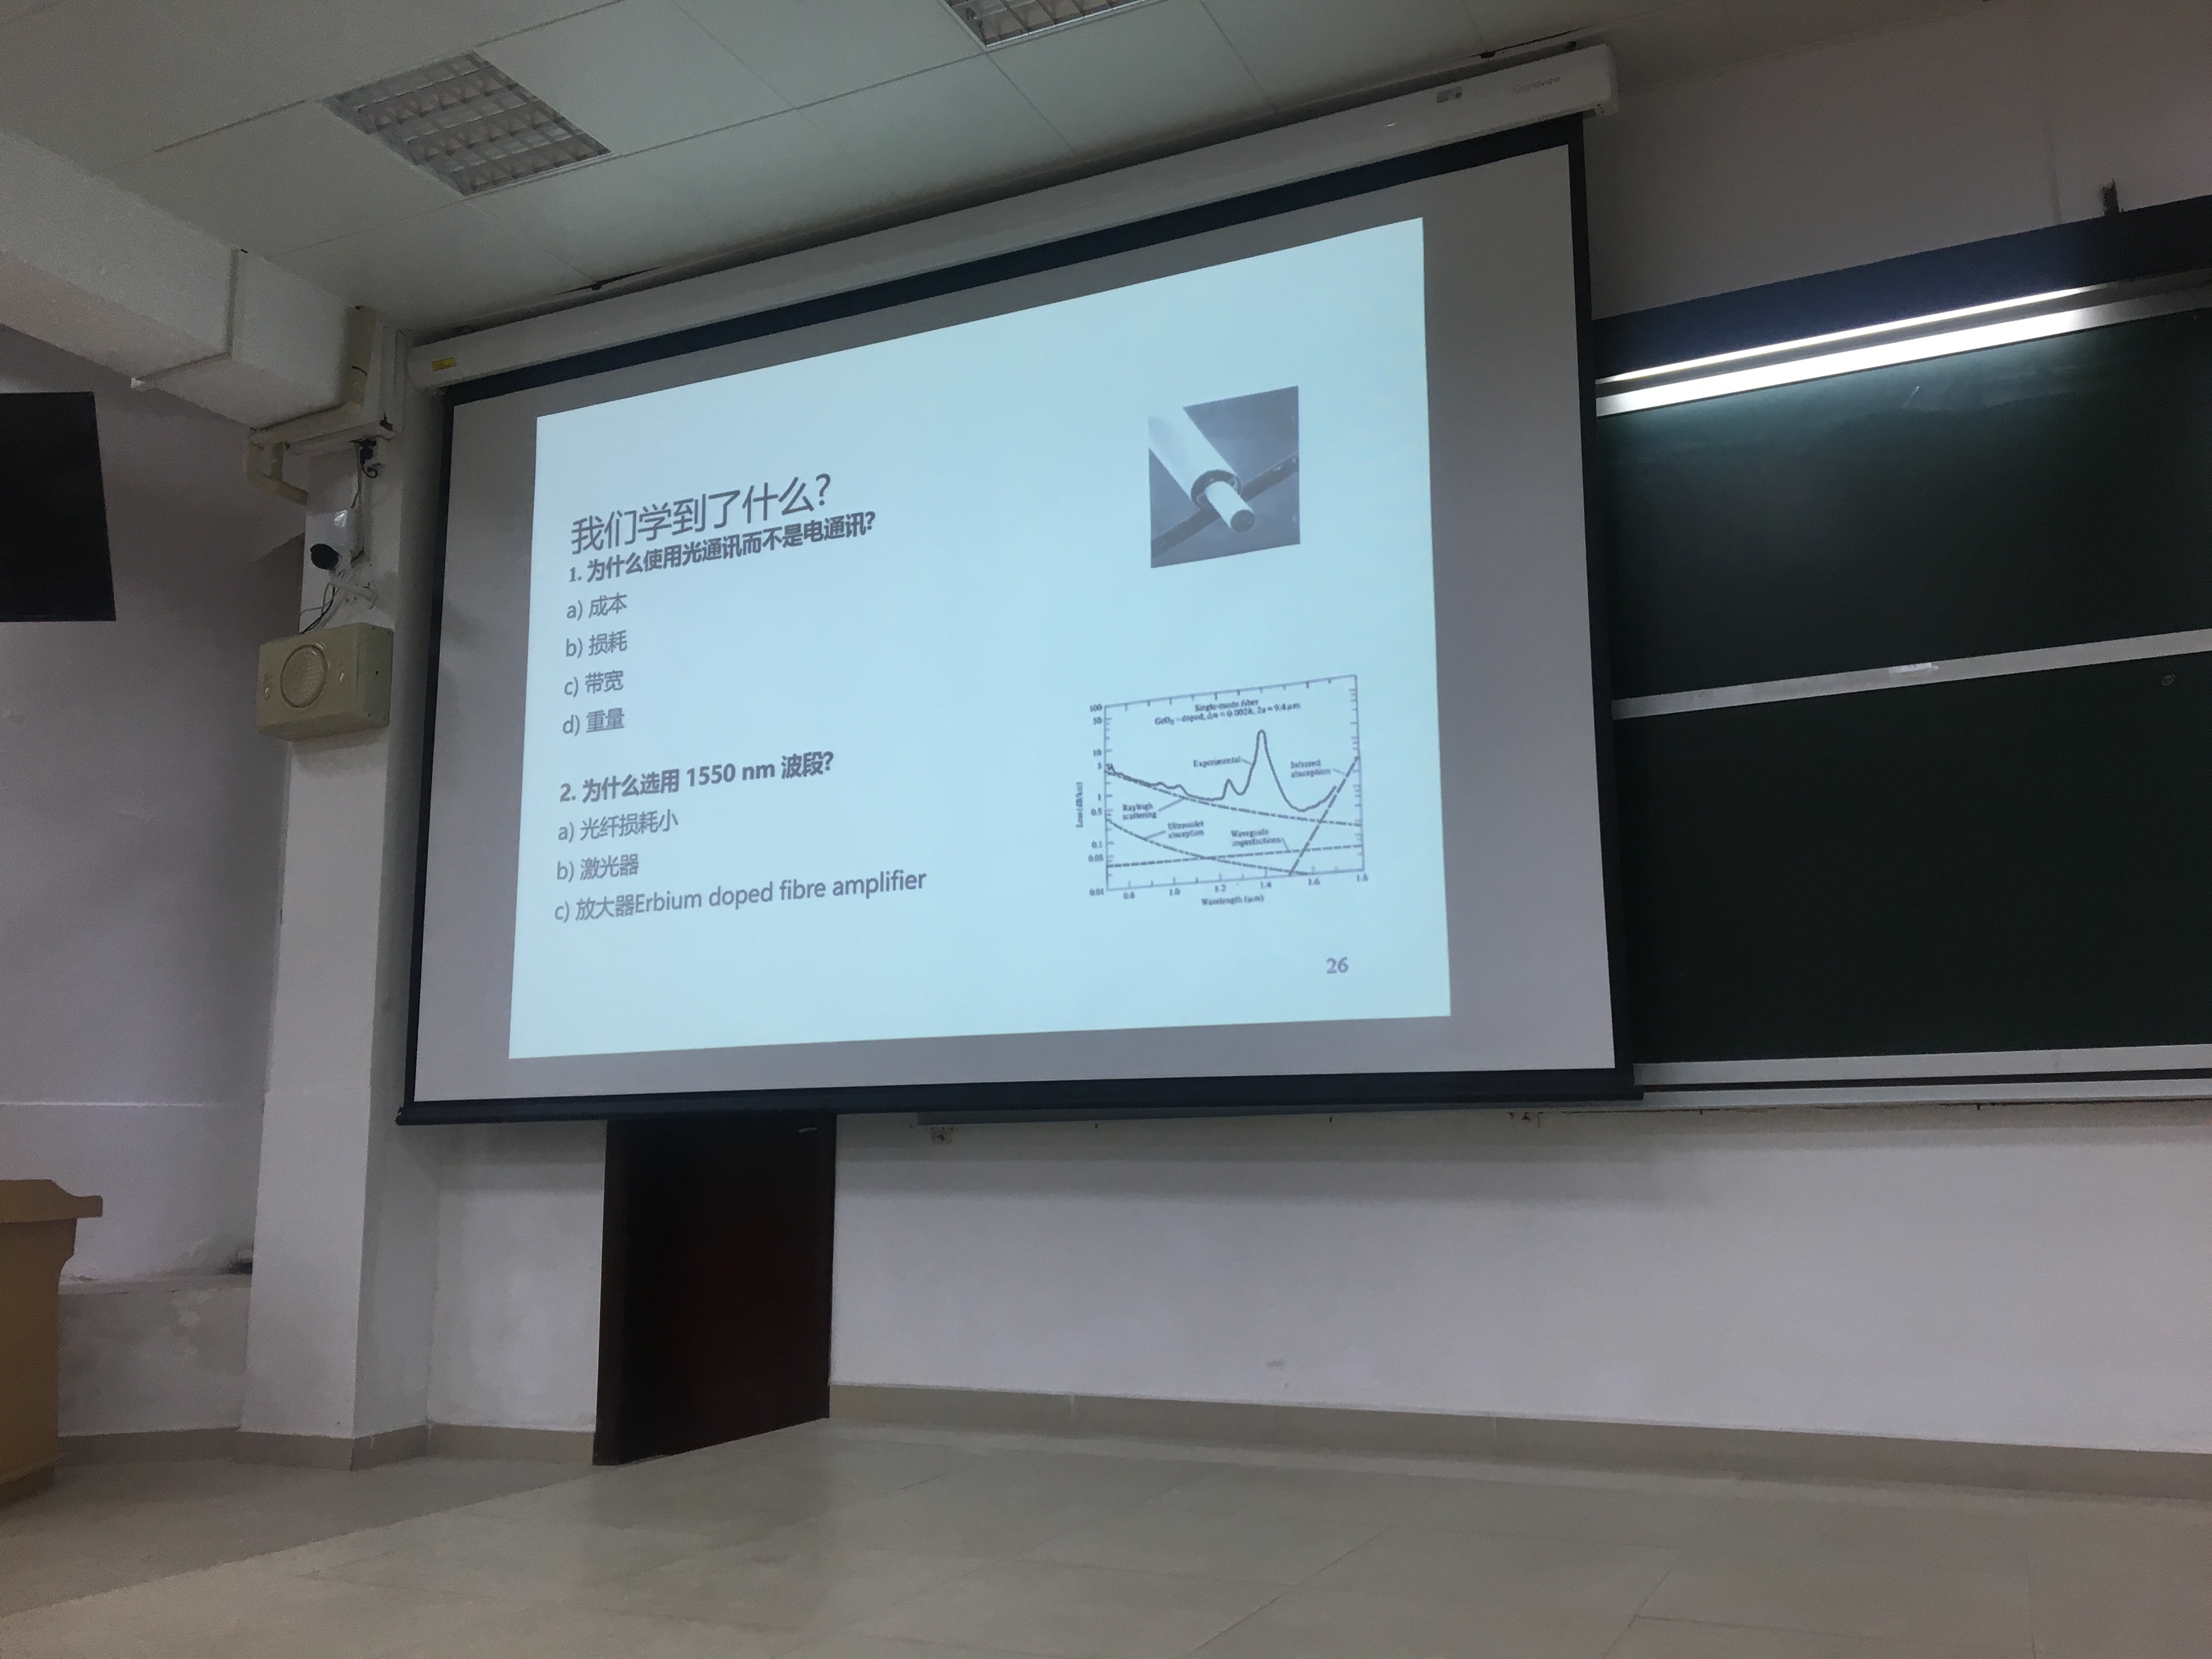 我们学到了什么?
1. 为什么使用光通讯而不是电通讯?
a) 成本
b) 损耗
c) 带宽
d) 重量
2. 为什么选用 1550 nm 波段?
a) 光纤损耗小
b) 激光器
c) 放大器Erbium doped fibre amplifier
Single-mode fiber
GeO₂ - doped, Δn = 0.0028, 2a = 9.4 μm
Experimental
Infrared
absorption
Rayleigh
scattering
Ultraviolet
absorption
Waveguide
imperfections
Loss (dB/km)
100
50
10
5
1
0.5
0.1
0.05
0.01
0.8
1.0
1.2
1.4
1.6
1.8
Wavelength (μm)
26